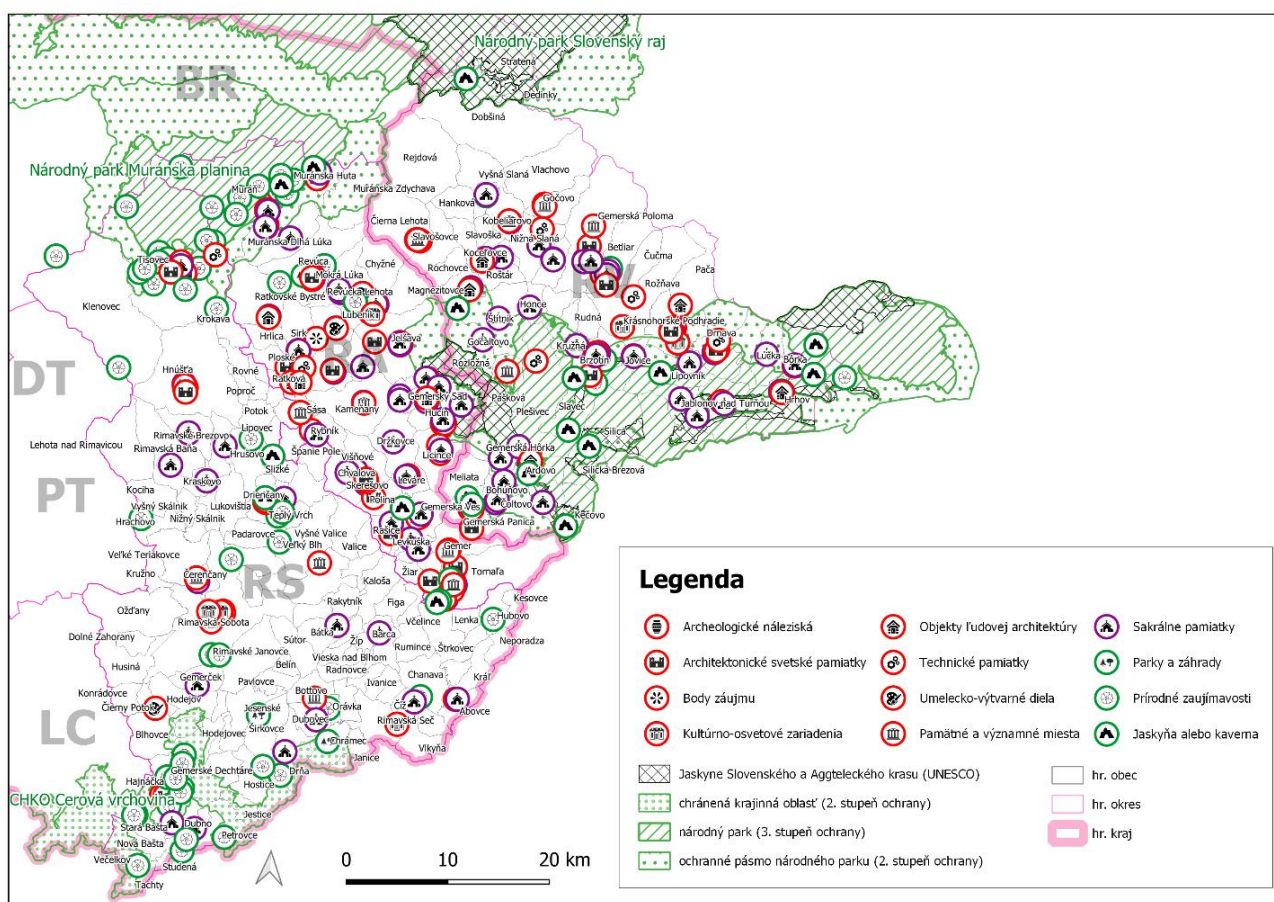 Národný park Slovenský raj
Stratená
BR
Dedinky
Dobšiná
Rejdová
Vyšná Slaná
Vlachovo
Národný park Muránska planina
Muráň
Muránska Huta
Muránska Zdychava
Hanková
Gočovo
Čierna Lehota
Slavošovce
Kobeliarovo
Slavoška
Nižná Slaná
Gemerská Poloma
Muránska Dlhá Lúka
Betliar
Čučma
Tisovec
Revúca
Chyžné
Kočeľovce
Rochovce
Roštár
Pača
Mokrá Lúka
Rožňava
Klenovec
Ratkovské Bystré
Revúcka Lehota
Magnezitovce
RV
Krokava
Lubeník
Štítnik
Honce
Rudná
Krásnohorské Podhradie
Hrlica
Sirk
Jelšava
Gočaltovo
Kružná
Drnava
DT
Hnúšťa
Rovné
Ploské
RA
Rozložná
Brzotín
Jovice
Lúčka
Bôrka
Poproč
Ratková
Lipovník
Potok
Sása
Kameňany
Gemerský Sad
Pašková
Plešivec
Slavec
Jablonov nad Turňou
Hrhov
Hucín
Lehota nad Rimavicou
Rimavské Brezovo
Lipovec
Rybník
Silica
Rimavská Baňa
Hrušovo
Španie Pole
Držkovce
Licince
Gemerská Hôrka
Višňové
Slizké
Ardovo
Silická Brezová
Kociha
Kraskovo
Chvalová
Skerešovo
Leváre
Meliata
PT
Vyšný Skálnik
Drienčany
Lukovištia
Polina
Bohúňovo
Čoltovo
Hrachovo
Nižný Skálnik
Teplý Vrch
Gemerská Ves
Gemerská Panica
Kečovo
Padarovce
Vyšné Valice
Rašice
Veľké Teriakovce
Veľký Blh
Valice
Levkuška
Gemer
Kružno
Čerenčany
RS
Kaloša
Žiar
Tornaľa
Ožďany
Rakytník
Figa
Kesovce
Rimavská Sobota
Včelince
Lenka
Hubovo
Dolné Zahorany
Bátka
Žíp
Barca
Neporadza
Sútor
Rumince
Štrkovec
Rimavské Janovce
Husiná
Belín
Vieska nad Blhom
Radnovce
Gemerček
Chanava
Kráľ
Konrádovce
Pavlovce
Ivanice
Hodejov
Bottovo
Čierny Potok
Jesenské
Orávka
Číž
Abovce
LC
Dubovec
Širkovce
Rimavská Seč
Blhovce
Hodejovec
Chrámec
Vlkyňa
Janice
Gemerské Dechtáre
Hajnáčka
Drňa
Hostice
CHKO Cerová vrchovina
Jestice
Stará Bašta
Dubno
Petrovce
Nová Bašta
Večelkov
Studená
Tachty
0 10 20 km
Legenda
Archeologické náleziská
Objekty ľudovej architektúry
Sakrálne pamiatky
Architektonické svetské pamiatky
Technické pamiatky
Parky a záhrady
Body záujmu
Umelecko-výtvarné diela
Prírodné zaujímavosti
Kultúrno-osvetové zariadenia
Pamätné a významné miesta
Jaskyňa alebo kaverna
Jaskyne Slovenského a Aggteleckého krasu (UNESCO)
hr. obec
chránená krajinná oblasť (2. stupeň ochrany)
hr. okres
národný park (3. stupeň ochrany)
hr. kraj
ochranné pásmo národného parku (2. stupeň ochrany)